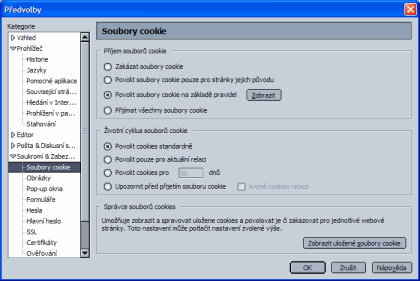 Předvolby
Kategorie
Vzhled
Prohlížeč
Historie
Jazyky
Pomocné aplikace
Související strá...
Hledání v Inter...
Prohlížení v pa...
Stahování
Editor
Pošta & Diskusní s...
Soukromí & Zabez...
Soubory cookie
Obrázky
Pop-up okna
Formuláře
Hesla
Hlavní heslo
SSL
Certifikáty
Ověřování
Soubory cookie
Příjem souborů cookie
Zakázat soubory cookie
Povolit soubory cookie pouze pro stránky jejich původu
Povolit soubory cookie na základě pravidel Zobrazit
Přijímat všechny soubory cookie
Životní cyklus souborů cookie
Povolit cookies standardně
Povolit pouze pro aktuální relaci
Povolit cookies pro 90 dnů
Upozornit před přijetím souboru cookie kromě cookies relace
Správce souborů cookies
Umožňuje zobrazit a spravovat uložene cookies a povolovat je či zakazovat pro jednotlivé webové
stránky. Toto nastavení může potlačit nastavení zvolené výše.
Zobrazit uložené soubory cookie
OK Zrušit Nápověda